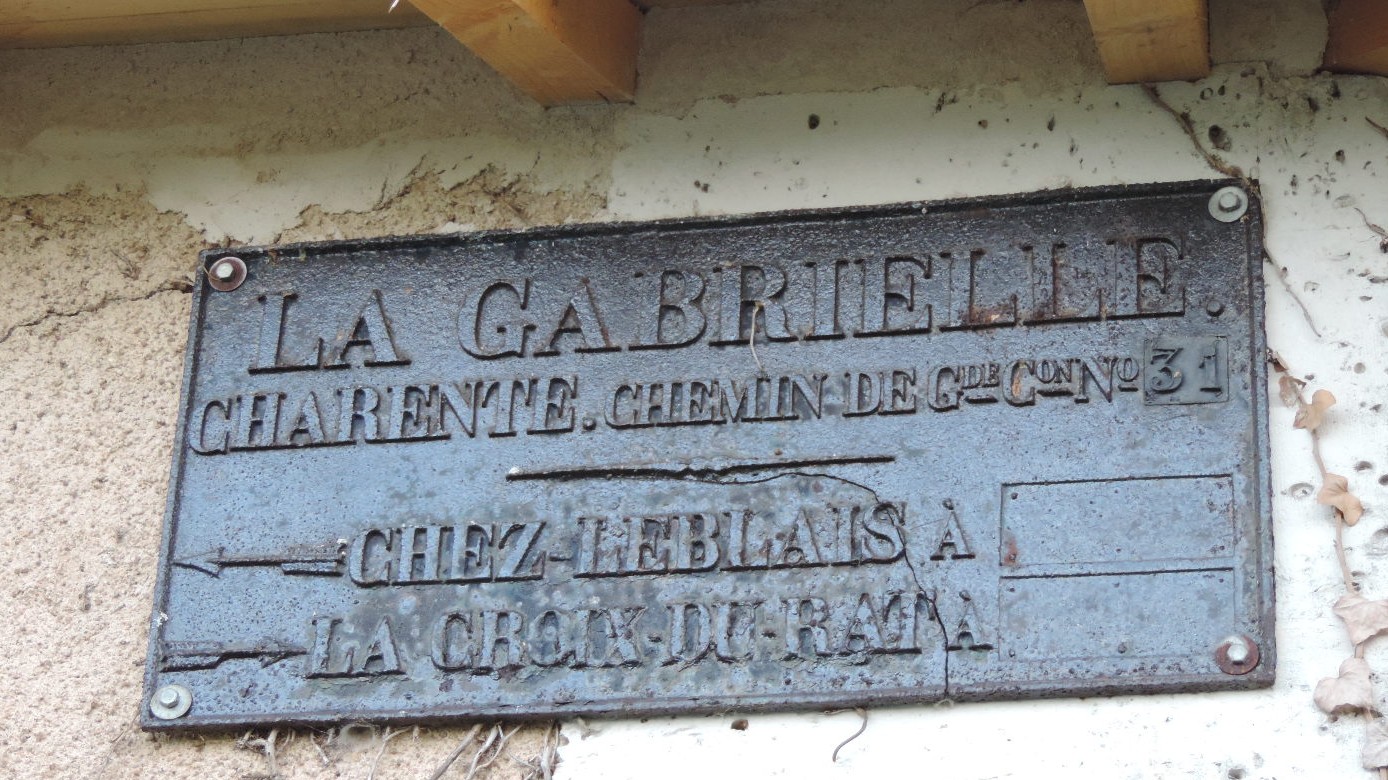 LA GABRIELLE.
CHARENTE. CHEMIN DE GDE CON NO 31
CHEZ-LEBLAIS À
LA CROIX-DU-RAT À